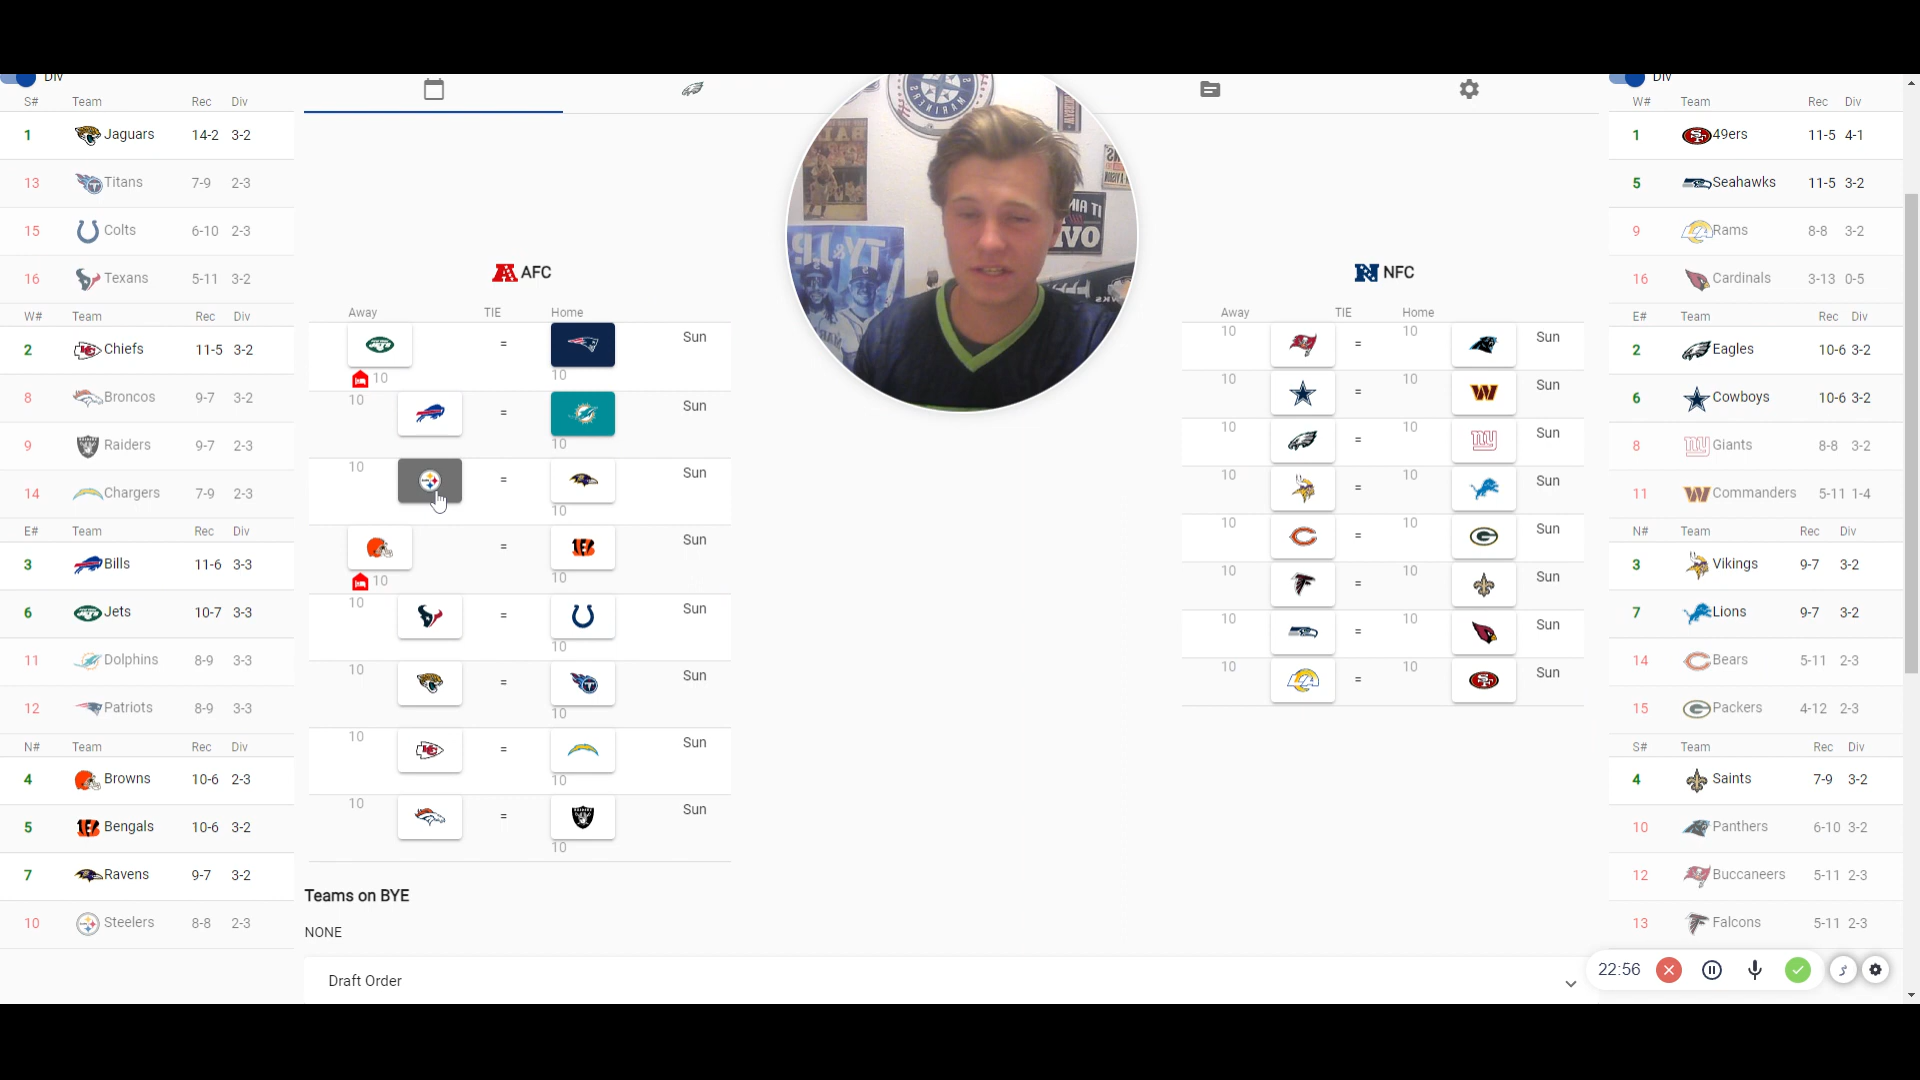 DIV
S# Team Rec Div
1 Jaguars 14-2 3-2
13 Titans 7-9 2-3
15 Colts 6-10 2-3
16 Texans 5-11 3-2
W# Team Rec Div
2 Chiefs 11-5 3-2
8 Broncos 9-7 3-2
9 Raiders 9-7 2-3
14 Chargers 7-9 2-3
E# Team Rec Div
3 Bills 11-6 3-3
6 Jets 10-7 3-3
11 Dolphins 8-9 3-3
12 Patriots 8-9 3-3
N# Team Rec Div
4 Browns 10-6 2-3
5 Bengals 10-6 3-2
7 Ravens 9-7 3-2
10 Steelers 8-8 2-3
AFC
Away TIE Home
= Sun
10 10
10 = Sun
10
10 = Sun
10
= Sun
10 10
10 = Sun
10
10 = Sun
10
10 = Sun
10
10 = Sun
10
Teams on BYE
NONE
Draft Order
MARINERS
TY & J.P.
IT AIN'T
OVE
NFC
Away TIE Home
10 = 10 Sun
10 = 10 Sun
10 = 10 Sun
10 = 10 Sun
10 = 10 Sun
10 = 10 Sun
10 = 10 Sun
10 = 10 Sun
DIV
W# Team Rec Div
1 49ers 11-5 4-1
5 Seahawks 11-5 3-2
9 Rams 8-8 3-2
16 Cardinals 3-13 0-5
E# Team Rec Div
2 Eagles 10-6 3-2
6 Cowboys 10-6 3-2
8 Giants 8-8 3-2
11 Commanders 5-11 1-4
N# Team Rec Div
3 Vikings 9-7 3-2
7 Lions 9-7 3-2
14 Bears 5-11 2-3
15 Packers 4-12 2-3
S# Team Rec Div
4 Saints 7-9 3-2
10 Panthers 6-10 3-2
12 Buccaneers 5-11 2-3
13 Falcons 5-11 2-3
22:56